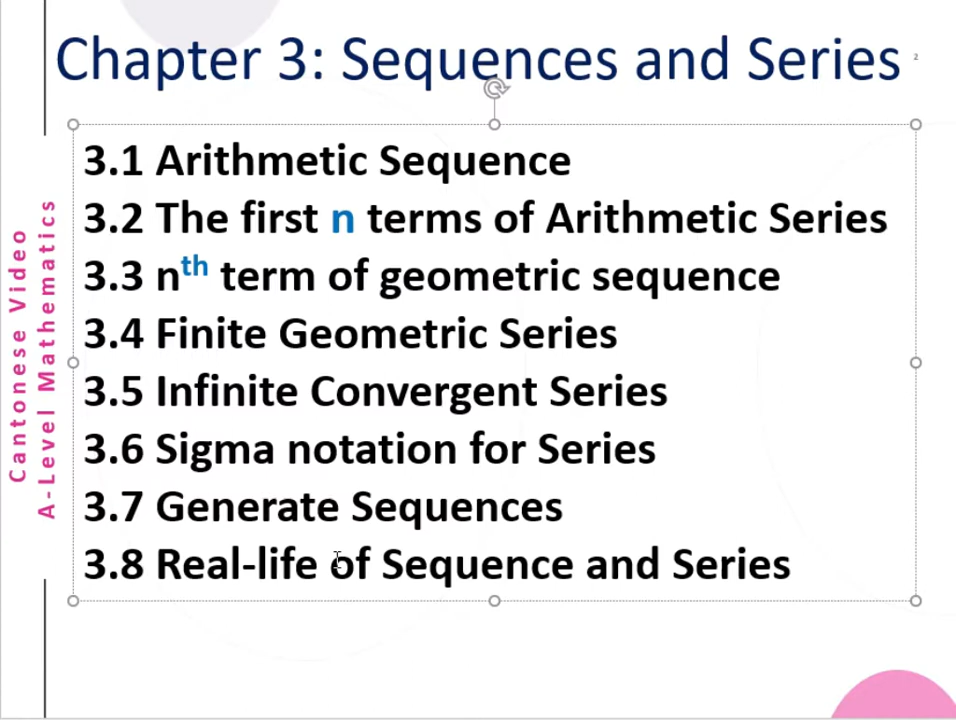 Chapter 3: Sequences and Series
2
3.1 Arithmetic Sequence
3.2 The first n terms of Arithmetic Series
3.3 nth term of geometric sequence
3.4 Finite Geometric Series
3.5 Infinite Convergent Series
3.6 Sigma notation for Series
3.7 Generate Sequences
3.8 Real-life of Sequence and Series
Cantonese Video
A-Level Mathematics